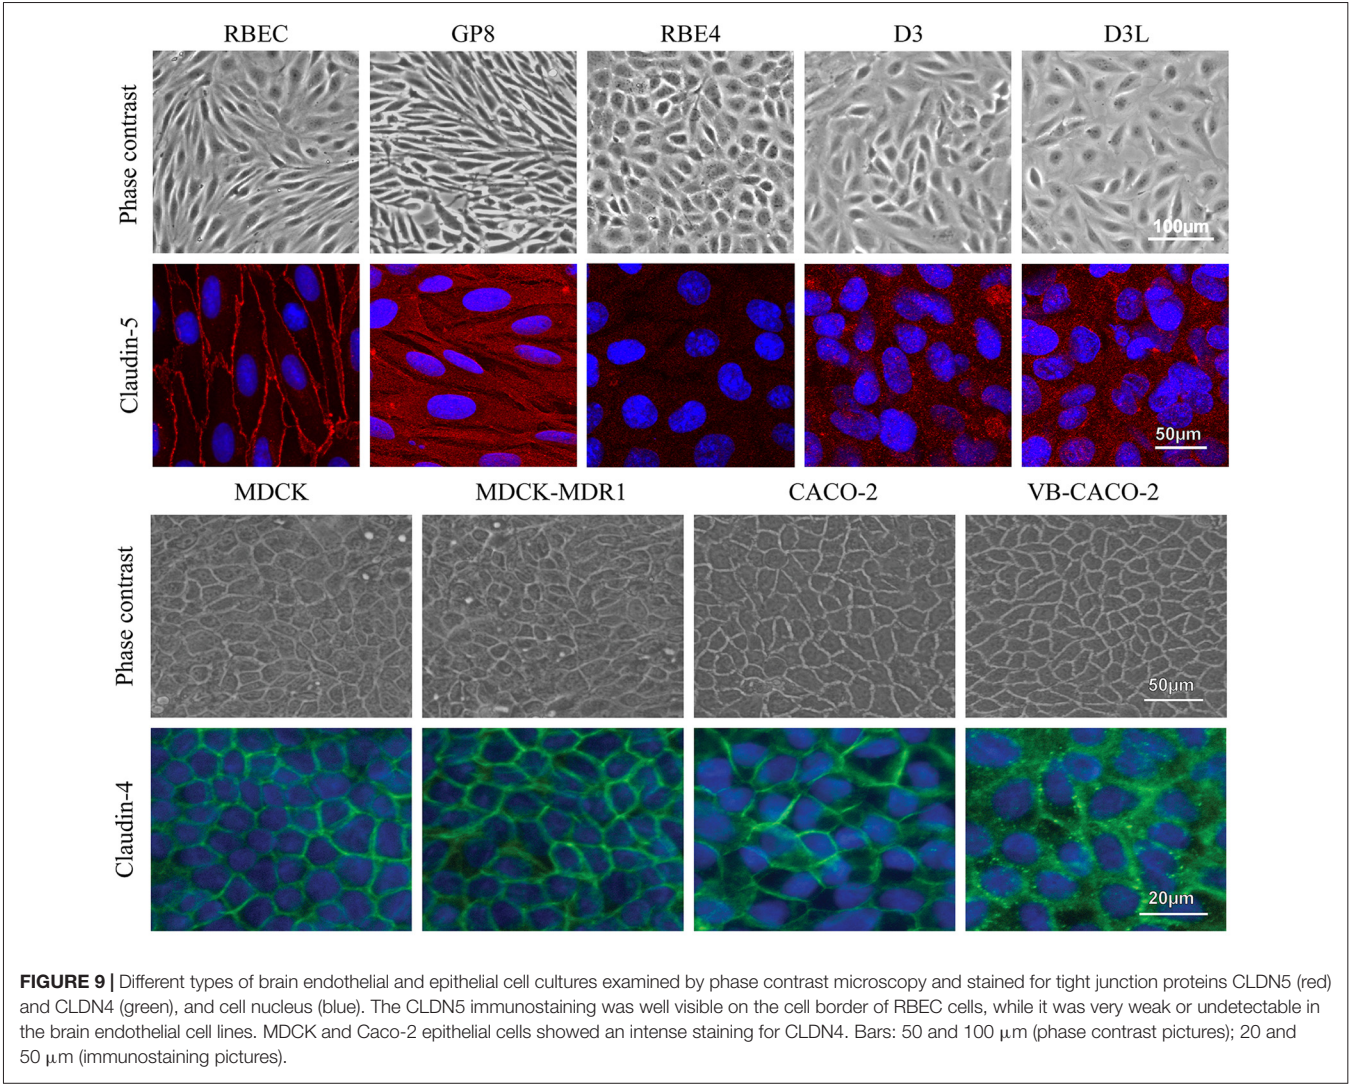 RBEC GP8 RBE4 D3 D3L
Phase contrast
100µm
Claudin-5
50µm
MDCK MDCK-MDR1 CACO-2 VB-CACO-2
Phase contrast
50µm
Claudin-4
20µm
FIGURE 9 | Different types of brain endothelial and epithelial cell cultures examined by phase contrast microscopy and stained for tight junction proteins CLDN5 (red)
and CLDN4 (green), and cell nucleus (blue). The CLDN5 immunostaining was well visible on the cell border of RBEC cells, while it was very weak or undetectable in
the brain endothelial cell lines. MDCK and Caco-2 epithelial cells showed an intense staining for CLDN4. Bars: 50 and 100 µm (phase contrast pictures); 20 and
50 µm (immunostaining pictures).